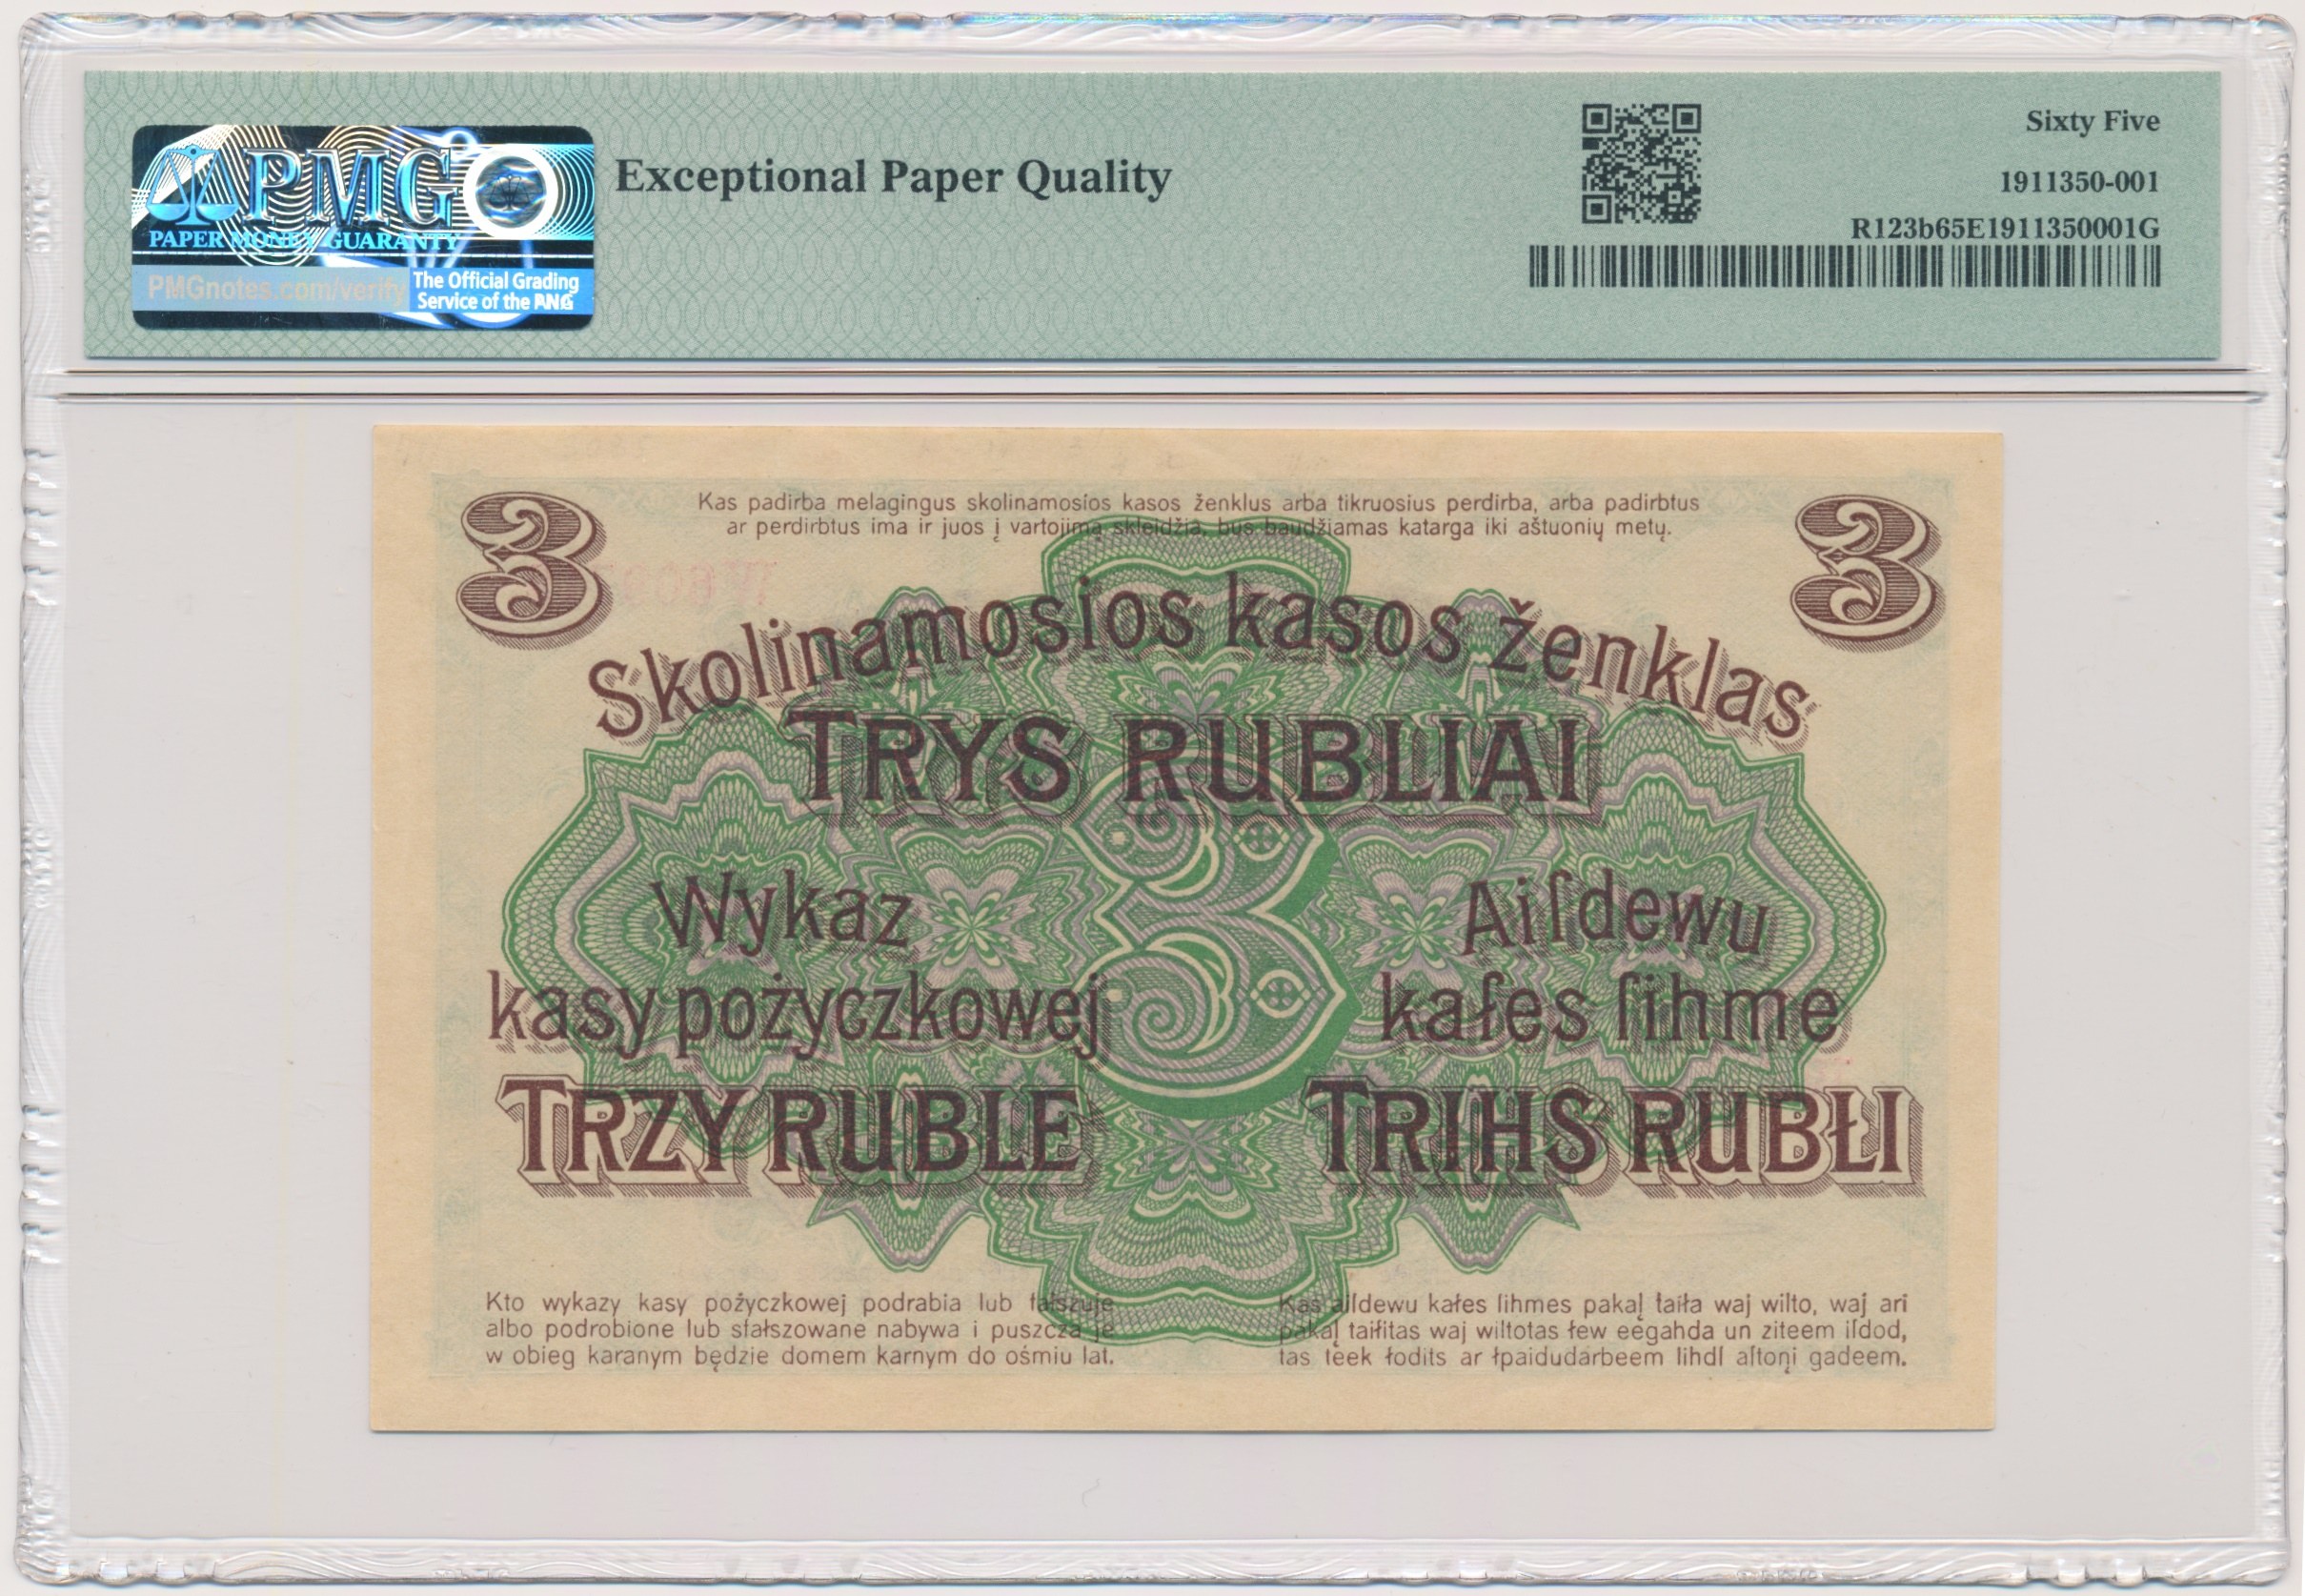 PMG
PAPER MONEY GUARANTY
PMGnotes.com/verify
The Official Grading
Service of the PNG
Exceptional Paper Quality
Sixty Five
1911350-001
R123b65E1911350001G
3
3
Kas padirba melagingus skolinamosios kasos ženklus arba tikruosius perdirba, arba padirbtus
ar perdirbtus ima ir juos į vartojimą skleidžia, bus baudžiamas katarga iki aštuonių metų.
Skolinamosios kasos ženklas
TRYS RUBLIAI
3
Wykaz
kasy pożyczkowej
TRZY RUBLE
Aiſdewu
kaſes ſihme
TRIHS RUBŁI
Kto wykazy kasy pożyczkowej podrabia lub fałszuje
albo podrobione lub sfałszowane nabywa i puszcza je
w obieg karanym będzie domem karnym do ośmiu lat.
Kas aiſdewu kaſes ſihmes pakaļ taiſa waj wilto, waj ari
pakaļ taiſitas waj wiltotas ſew eegahda un ziteem iſdod,
tas teek ſodits ar ſpaidudarbeem lihdſ aſtoņi gadeem.